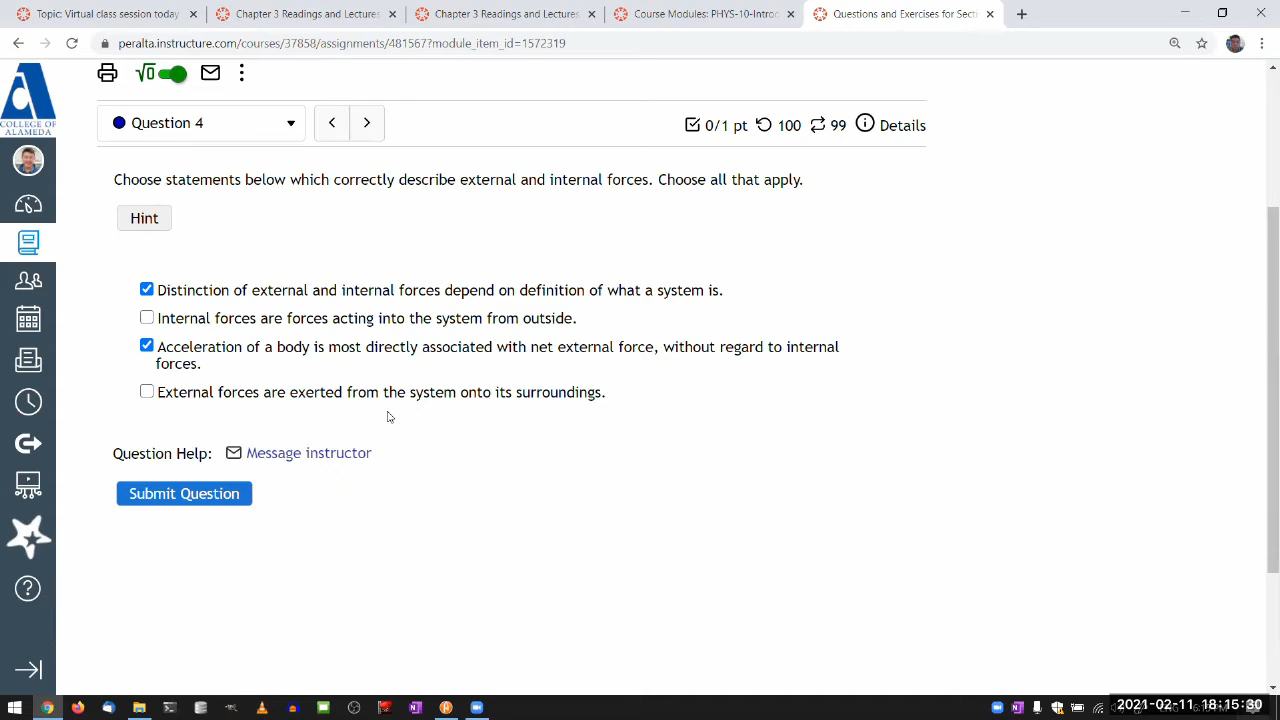 Topic: Virtual class session today
Chapter 3 Readings and Lectures
Chapter 3 Readings and Lectures
Course Modules: PHYS-10-Introc
Questions and Exercises for Secti
peralta.instructure.com/courses/37858/assignments/481567?module_item_id=1572319
COLLEGE OF
ALAMEDA
√0
Question 4
0/1 pt 100 99 Details
Choose statements below which correctly describe external and internal forces. Choose all that apply.
Hint
Distinction of external and internal forces depend on definition of what a system is.
Internal forces are forces acting into the system from outside.
Acceleration of a body is most directly associated with net external force, without regard to internal
forces.
External forces are exerted from the system onto its surroundings.
Question Help: Message instructor
Submit Question
2021-02-11 18:15:30